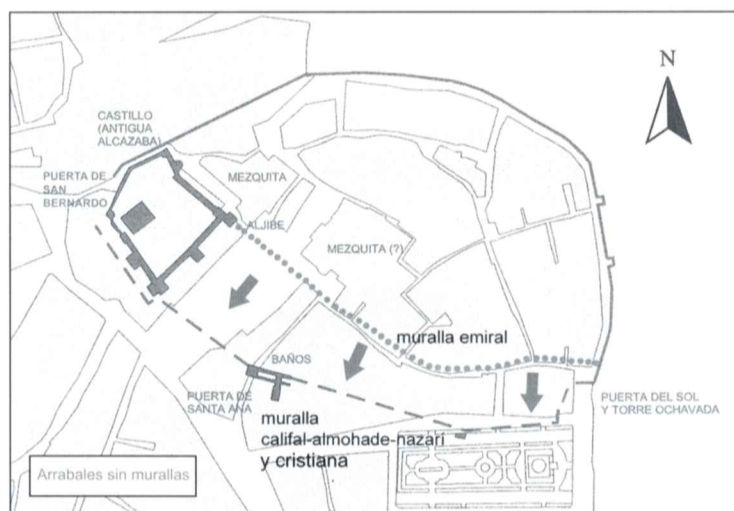 N
CASTILLO
(ANTIGUA
ALCAZABA)
PUERTA DE
SAN
BERNARDO
MEZQUITA
ALJIBE
MEZQUITA (?)
muralla emiral
BAÑOS
PUERTA DE
SANTA ANA
PUERTA DEL SOL
Y TORRE OCHAVADA
muralla
califal-almohade-nazarí
y cristiana
Arrabales sin murallas